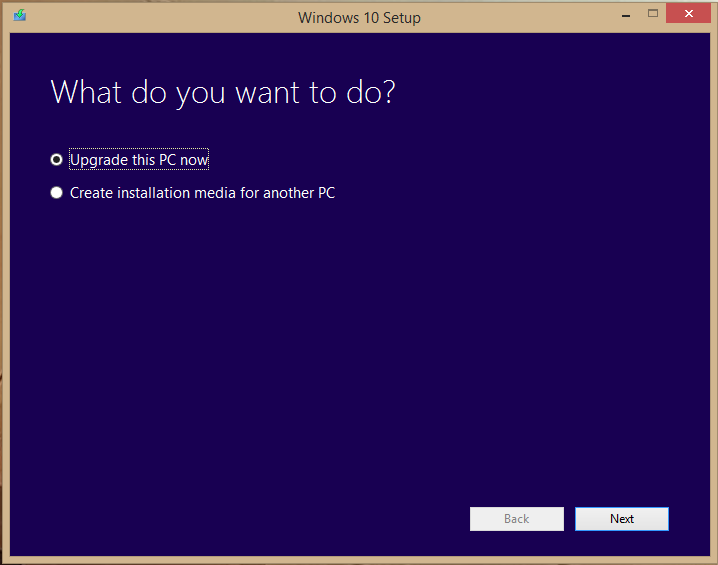 Windows 10 Setup
What do you want to do?
Upgrade this PC now
Create installation media for another PC
Back
Next